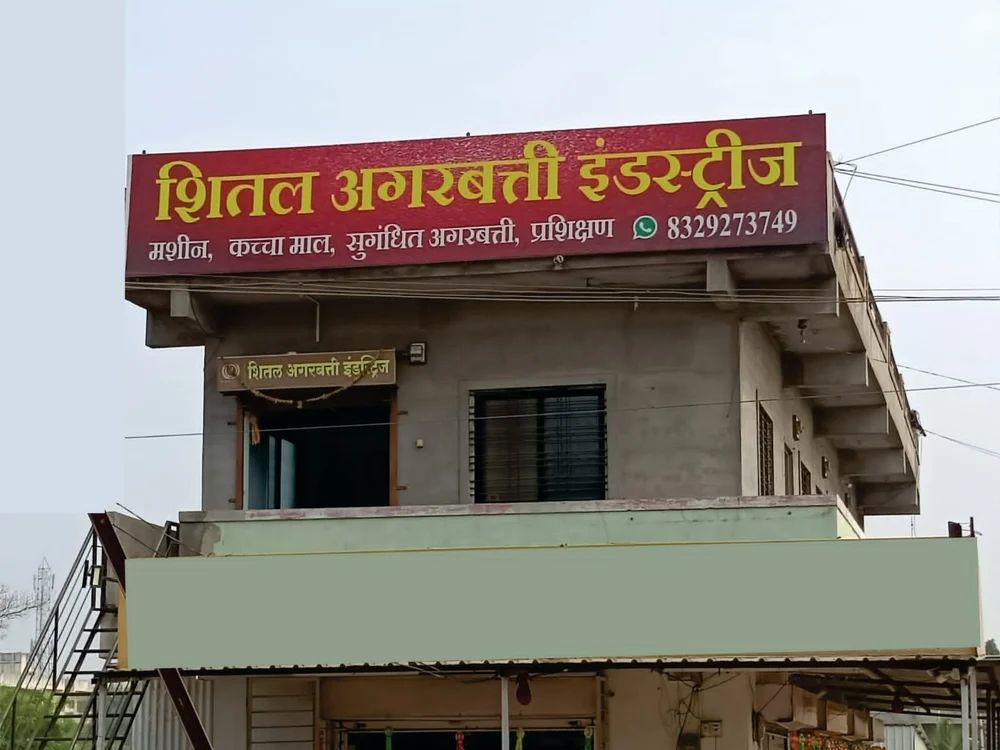 शितल अगरबत्ती इंडस्ट्रीज
मशीन, कच्चा माल, सुगंधित अगरबत्ती, प्रशिक्षण 8329273749
शितल अगरबत्ती इंडस्ट्रिज